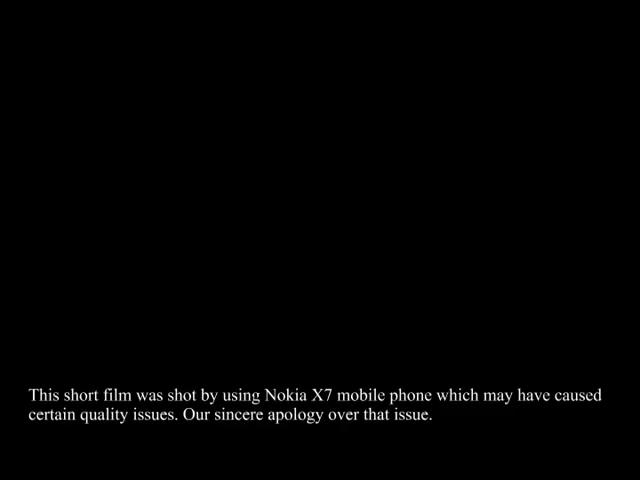 This short film was shot by using Nokia X7 mobile phone which may have caused
certain quality issues. Our sincere apology over that issue.